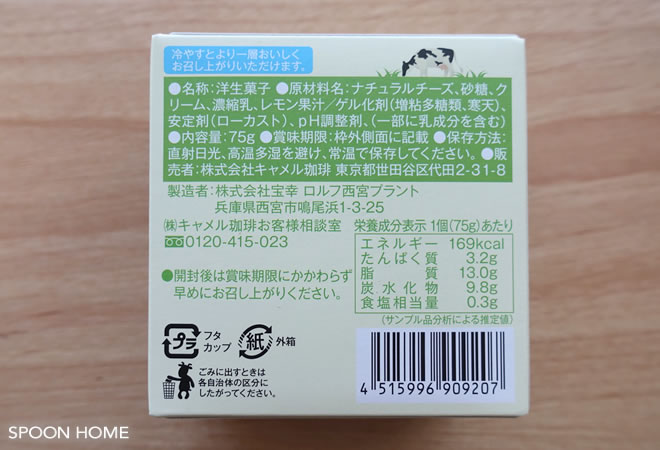 冷やすとより一層おいしく
お召し上がりいただけます。
●名称:洋生菓子 ●原材料名:ナチュラルチーズ、砂糖、ク
リーム、濃縮乳、レモン果汁/ゲル化剤(増粘多糖類、寒天)、
安定剤(ローカスト)、pH調整剤、(一部に乳成分を含む)
●内容量:75g ●賞味期限:枠外側面に記載 ●保存方法:
直射日光、高温多湿を避け、常温で保存してください。●販
売者:株式会社キャメル珈琲 東京都世田谷区代田2-31-8
製造者:株式会社宝幸 ロルフ西宮プラント
兵庫県西宮市鳴尾浜1-3-25
㈱キャメル珈琲お客様相談室
0120-415-023
●開封後は賞味期限にかかわらず
早めにお召し上がりください。
栄養成分表示 1個(75g)あたり
エネルギー 169kcal
たんぱく質 3.2g
脂質 13.0g
炭水化物 9.8g
食塩相当量 0.3g
(サンプル品分析による推定値)
プラ
フタ
カップ
紙
外箱
ごみに出すときは
各自治体の区分に
したがってください。
4 515996 909207
SPOON HOME